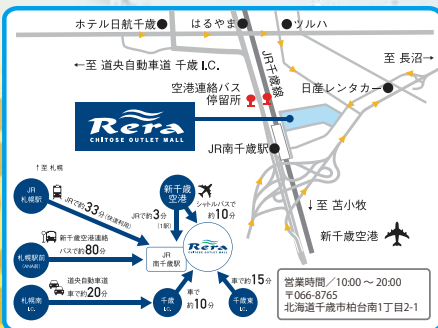 ホテル日航千歳
はるやま
ツルハ
←至 道央自動車道 千歳 I.C.
JR千歳線
至 長沼→
空港連絡バス
停留所
日産レンタカー
Rera
CHITOSE OUTLET MALL
JR南千歳駅
↑至 札幌
↓至 苫小牧
新千歳空港
JR
札幌駅
JRで約33分(快速利用)
新千歳
空港
JRで約3分
(1駅)
シャトルバスで
約10分
札幌駅前
(ANA前)
新千歳空港連絡
バスで約80分
JR
南千歳駅
Rera
札幌南
I.C.
道央自動車
車で約20分
千歳
I.C.
車で
約10分
車で約15分
千歳東
I.C.
営業時間／10:00 ~ 20:00
〒066-8765
北海道千歳市柏台南1丁目2-1